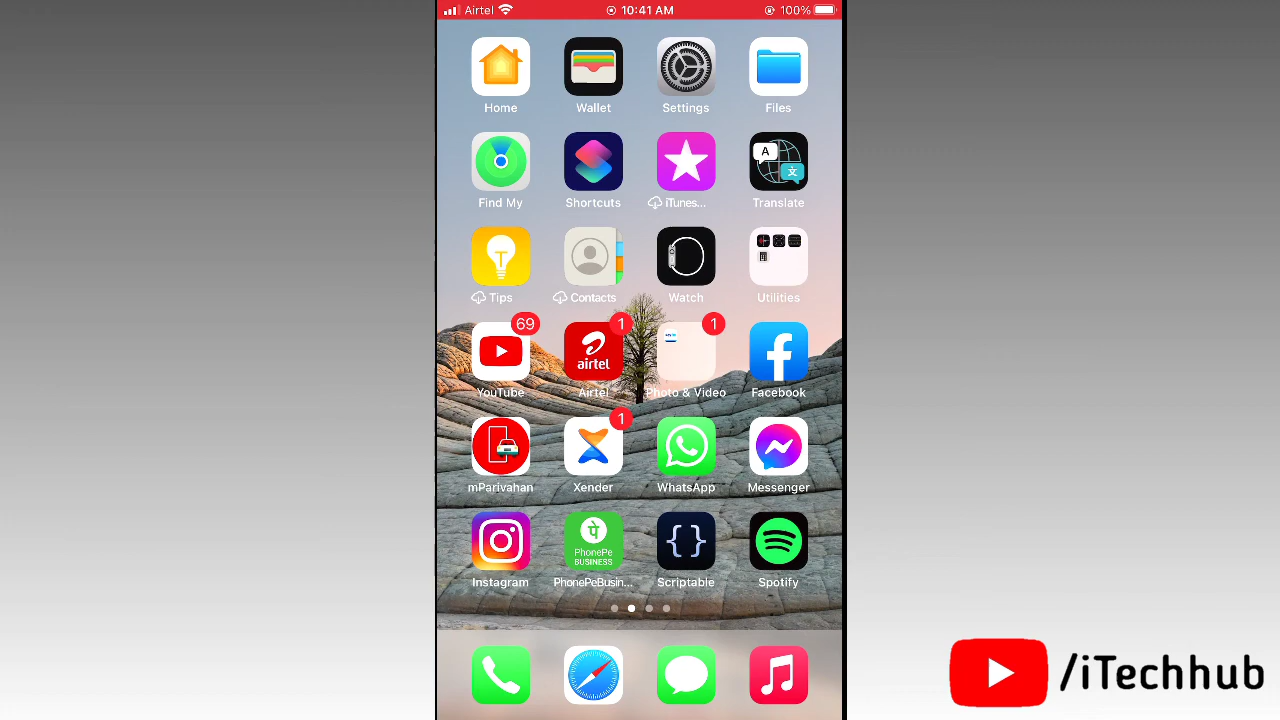 Airtel 10:41 AM 100%
Home Wallet Settings Files
A 文
Find My Shortcuts iTunes... Translate
Tips Contacts Watch Utilities
69 1 1
airtel
YouTube Airtel Photo & Video Facebook
1
mParivahan Xender WhatsApp Messenger
पे
PhonePe
BUSINESS
{ }
Instagram PhonePeBusin... Scriptable Spotify
/iTechhub